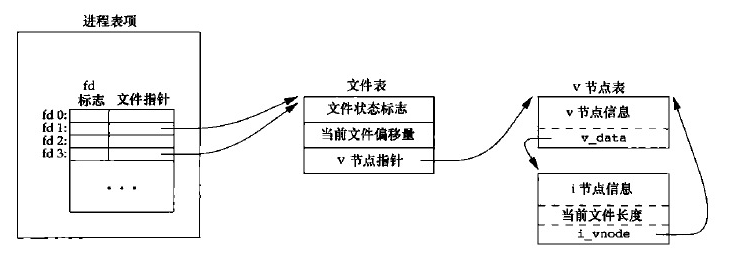 进程表项
fd
标志 文件指针
fd 0:
fd 1:
fd 2:
fd 3:
...
文件表
文件状态标志
当前文件偏移量
v 节点指针
v 节点表
v 节点信息
v_data
i 节点信息
当前文件长度
i_vnode